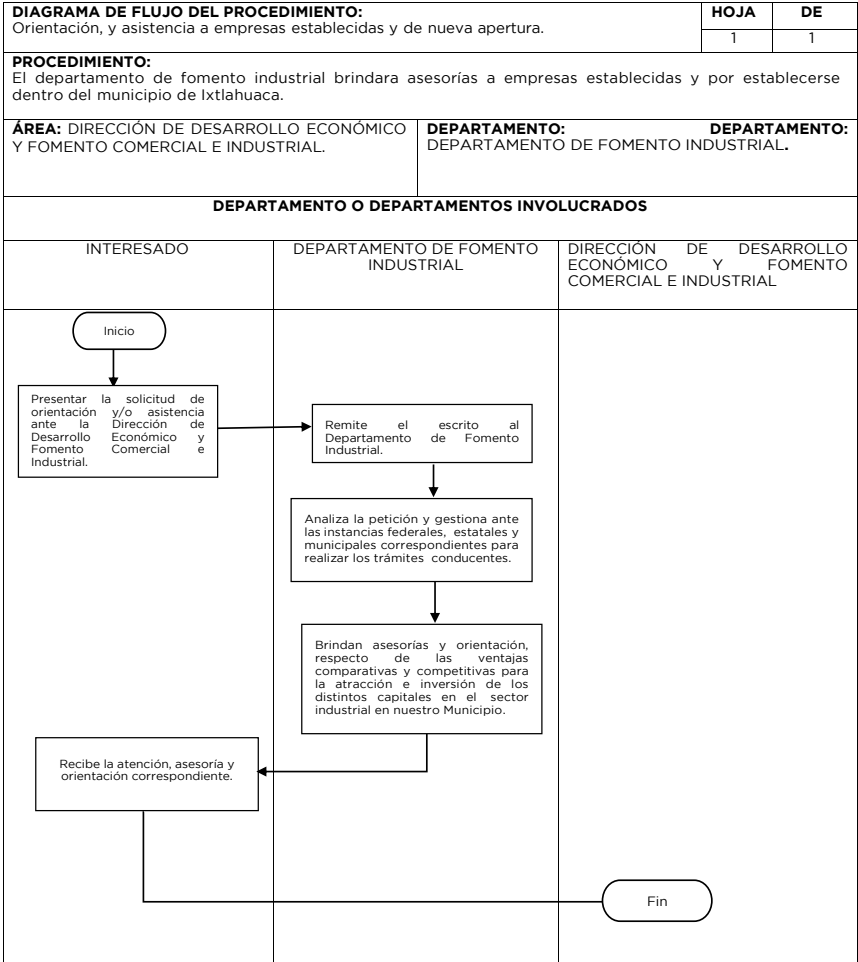 DIAGRAMA DE FLUJO DEL PROCEDIMIENTO:
Orientación, y asistencia a empresas establecidas y de nueva apertura.
HOJA
DE
1
1
PROCEDIMIENTO:
El departamento de fomento industrial brindara asesorías a empresas establecidas y por establecerse
dentro del municipio de Ixtlahuaca.
ÁREA: DIRECCIÓN DE DESARROLLO ECONÓMICO
Y FOMENTO COMERCIAL E INDUSTRIAL.
DEPARTAMENTO: DEPARTAMENTO:
DEPARTAMENTO DE FOMENTO INDUSTRIAL.
DEPARTAMENTO O DEPARTAMENTOS INVOLUCRADOS
INTERESADO
DEPARTAMENTO DE FOMENTO
INDUSTRIAL
DIRECCIÓN DE DESARROLLO
ECONÓMICO Y FOMENTO
COMERCIAL E INDUSTRIAL
Inicio
Presentar la solicitud de
orientación y/o asistencia
ante la Dirección de
Desarrollo Económico y
Fomento Comercial e
Industrial.
Remite el escrito al
Departamento de Fomento
Industrial.
Analiza la petición y gestiona ante
las instancias federales, estatales y
municipales correspondientes para
realizar los trámites conducentes.
Brindan asesorías y orientación,
respecto de las ventajas
comparativas y competitivas para
la atracción e inversión de los
distintos capitales en el sector
industrial en nuestro Municipio.
Recibe la atención, asesoría y
orientación correspondiente.
Fin